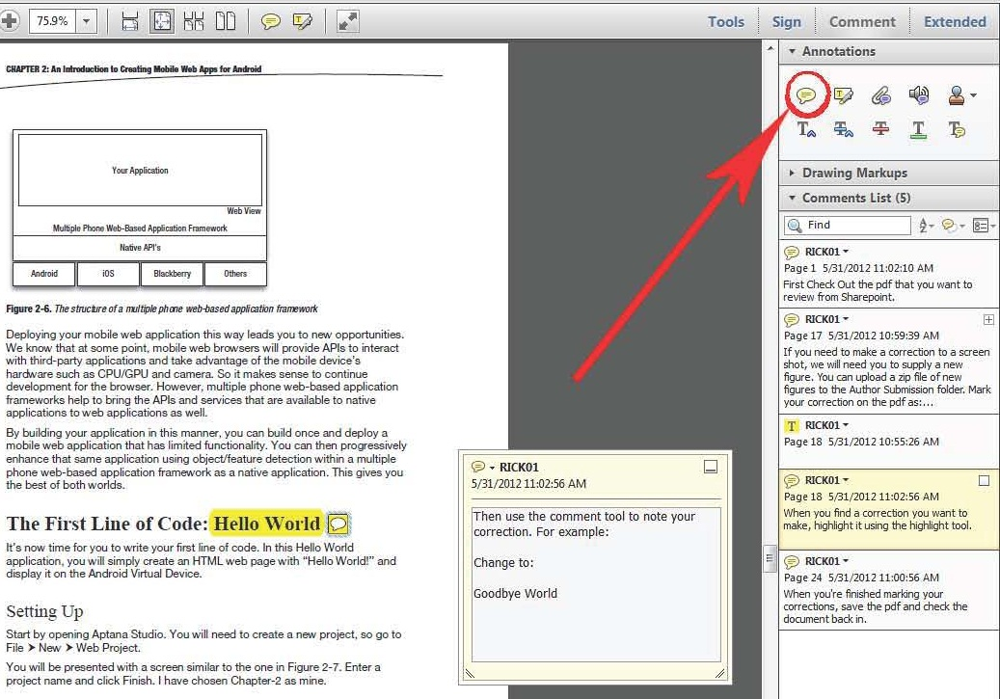 75.9%
Tools
Sign
Comment
Extended
CHAPTER 2: An Introduction to Creating Mobile Web Apps for Android
Your Application
Web View
Multiple Phone Web-Based Application Framework
Native API's
Android
iOS
Blackberry
Others
Figure 2-6. The structure of a multiple phone web-based application framework
Deploying your mobile web application this way leads you to new opportunities.
We know that at some point, mobile web browsers will provide APIs to interact
with third-party applications and take advantage of the mobile device's
hardware such as CPU/GPU and camera. So it makes sense to continue
development for the browser. However, multiple phone web-based application
frameworks help to bring the APIs and services that are available to native
applications to web applications as well.
By building your application in this manner, you can build once and deploy a
mobile web application that has limited functionality. You can then progressively
enhance that same application using object/feature detection within a multiple
phone web-based application framework as a native application. This gives you
the best of both worlds.
The First Line of Code: Hello World
It's now time for you to write your first line of code. In this Hello World
application, you will simply create an HTML web page with “Hello World!” and
display it on the Android Virtual Device.
Setting Up
Start by opening Aptana Studio. You will need to create a new project, so go to
File ➤ New ➤ Web Project.
You will be presented with a screen similar to the one in Figure 2-7. Enter a
project name and click Finish. I have chosen Chapter-2 as mine.
RICK01
5/31/2012 11:02:56 AM
Then use the comment tool to note your
correction. For example:
Change to:
Goodbye World
Annotations
Drawing Markups
Comments List (5)
Find
RICK01
Page 1 5/31/2012 11:02:10 AM
First Check Out the pdf that you want to
review from Sharepoint.
RICK01
Page 17 5/31/2012 10:59:39 AM
If you need to make a correction to a screen
shot, we will need you to supply a new
figure. You can upload a zip file of new
figures to the Author Submission folder. Mark
your correction on the pdf as:...
T RICK01
Page 18 5/31/2012 10:55:26 AM
RICK01
Page 18 5/31/2012 11:02:56 AM
When you find a correction you want to
make, highlight it using the highlight tool.
RICK01
Page 24 5/31/2012 11:00:56 AM
When you're finished marking your
corrections, save the pdf and check the
document back in.